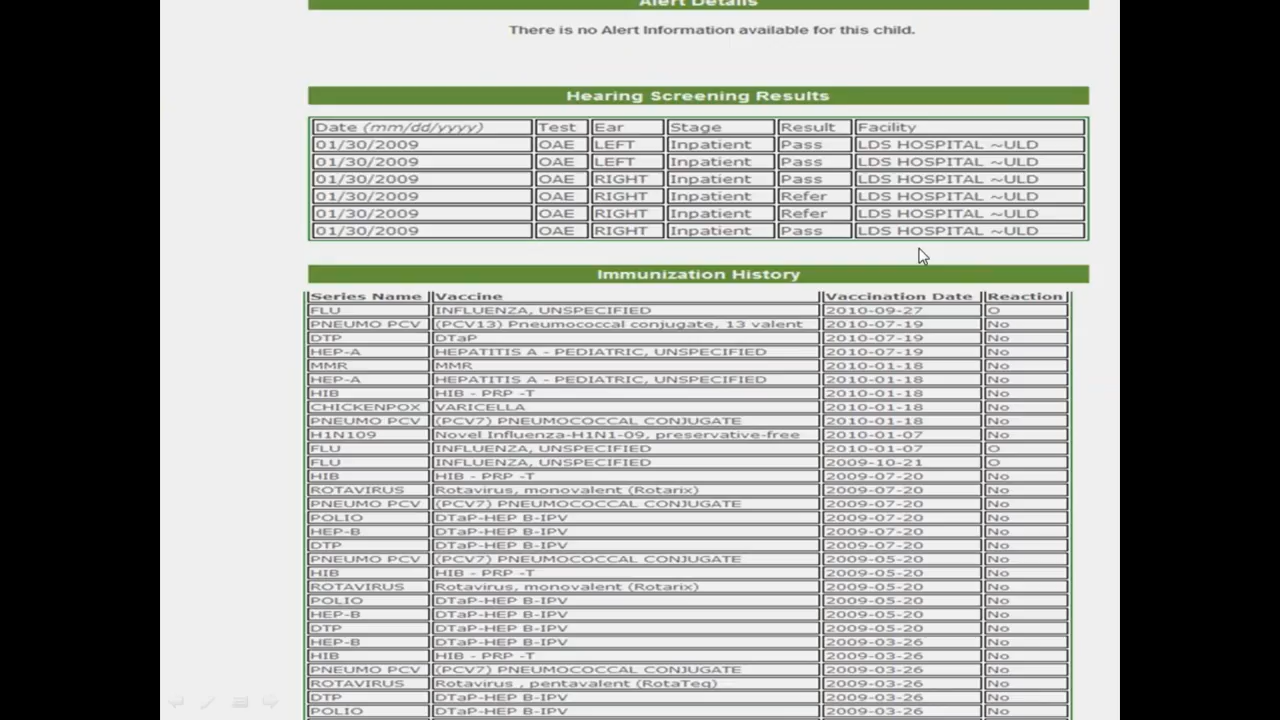 Alert Details
There is no Alert Information available for this child.
Hearing Screening Results
Date (mm/dd/yyyy) Test Ear Stage Result Facility
01/30/2009 OAE LEFT Inpatient Pass LDS HOSPITAL ~ULD
01/30/2009 OAE LEFT Inpatient Pass LDS HOSPITAL ~ULD
01/30/2009 OAE RIGHT Inpatient Pass LDS HOSPITAL ~ULD
01/30/2009 OAE RIGHT Inpatient Refer LDS HOSPITAL ~ULD
01/30/2009 OAE RIGHT Inpatient Refer LDS HOSPITAL ~ULD
01/30/2009 OAE RIGHT Inpatient Pass LDS HOSPITAL ~ULD
Immunization History
Series Name Vaccine Vaccination Date Reaction
FLU INFLUENZA, UNSPECIFIED 2010-09-27 O
PNEUMO PCV (PCV13) Pneumococcal conjugate, 13 valent 2010-07-19 No
DTP DTaP 2010-07-19 No
HEP-A HEPATITIS A - PEDIATRIC, UNSPECIFIED 2010-07-19 No
MMR MMR 2010-01-18 No
HEP-A HEPATITIS A - PEDIATRIC, UNSPECIFIED 2010-01-18 No
HIB HIB - PRP -T 2010-01-18 No
CHICKENPOX VARICELLA 2010-01-18 No
PNEUMO PCV (PCV7) PNEUMOCOCCAL CONJUGATE 2010-01-18 No
H1N109 Novel Influenza-H1N1-09, preservative-free 2010-01-07 No
FLU INFLUENZA, UNSPECIFIED 2010-01-07 O
FLU INFLUENZA, UNSPECIFIED 2009-10-21 O
HIB HIB - PRP -T 2009-07-20 No
ROTAVIRUS Rotavirus, monovalent (Rotarix) 2009-07-20 No
PNEUMO PCV (PCV7) PNEUMOCOCCAL CONJUGATE 2009-07-20 No
POLIO DTaP-HEP B-IPV 2009-07-20 No
HEP-B DTaP-HEP B-IPV 2009-07-20 No
DTP DTaP-HEP B-IPV 2009-07-20 No
PNEUMO PCV (PCV7) PNEUMOCOCCAL CONJUGATE 2009-05-20 No
HIB HIB - PRP -T 2009-05-20 No
ROTAVIRUS Rotavirus, monovalent (Rotarix) 2009-05-20 No
POLIO DTaP-HEP B-IPV 2009-05-20 No
HEP-B DTaP-HEP B-IPV 2009-05-20 No
DTP DTaP-HEP B-IPV 2009-05-20 No
HEP-B DTaP-HEP B-IPV 2009-03-26 No
HIB HIB - PRP -T 2009-03-26 No
PNEUMO PCV (PCV7) PNEUMOCOCCAL CONJUGATE 2009-03-26 No
ROTAVIRUS Rotavirus , pentavalent (RotaTeq) 2009-03-26 No
DTP DTaP-HEP B-IPV 2009-03-26 No
POLIO DTaP-HEP B-IPV 2009-03-26 No